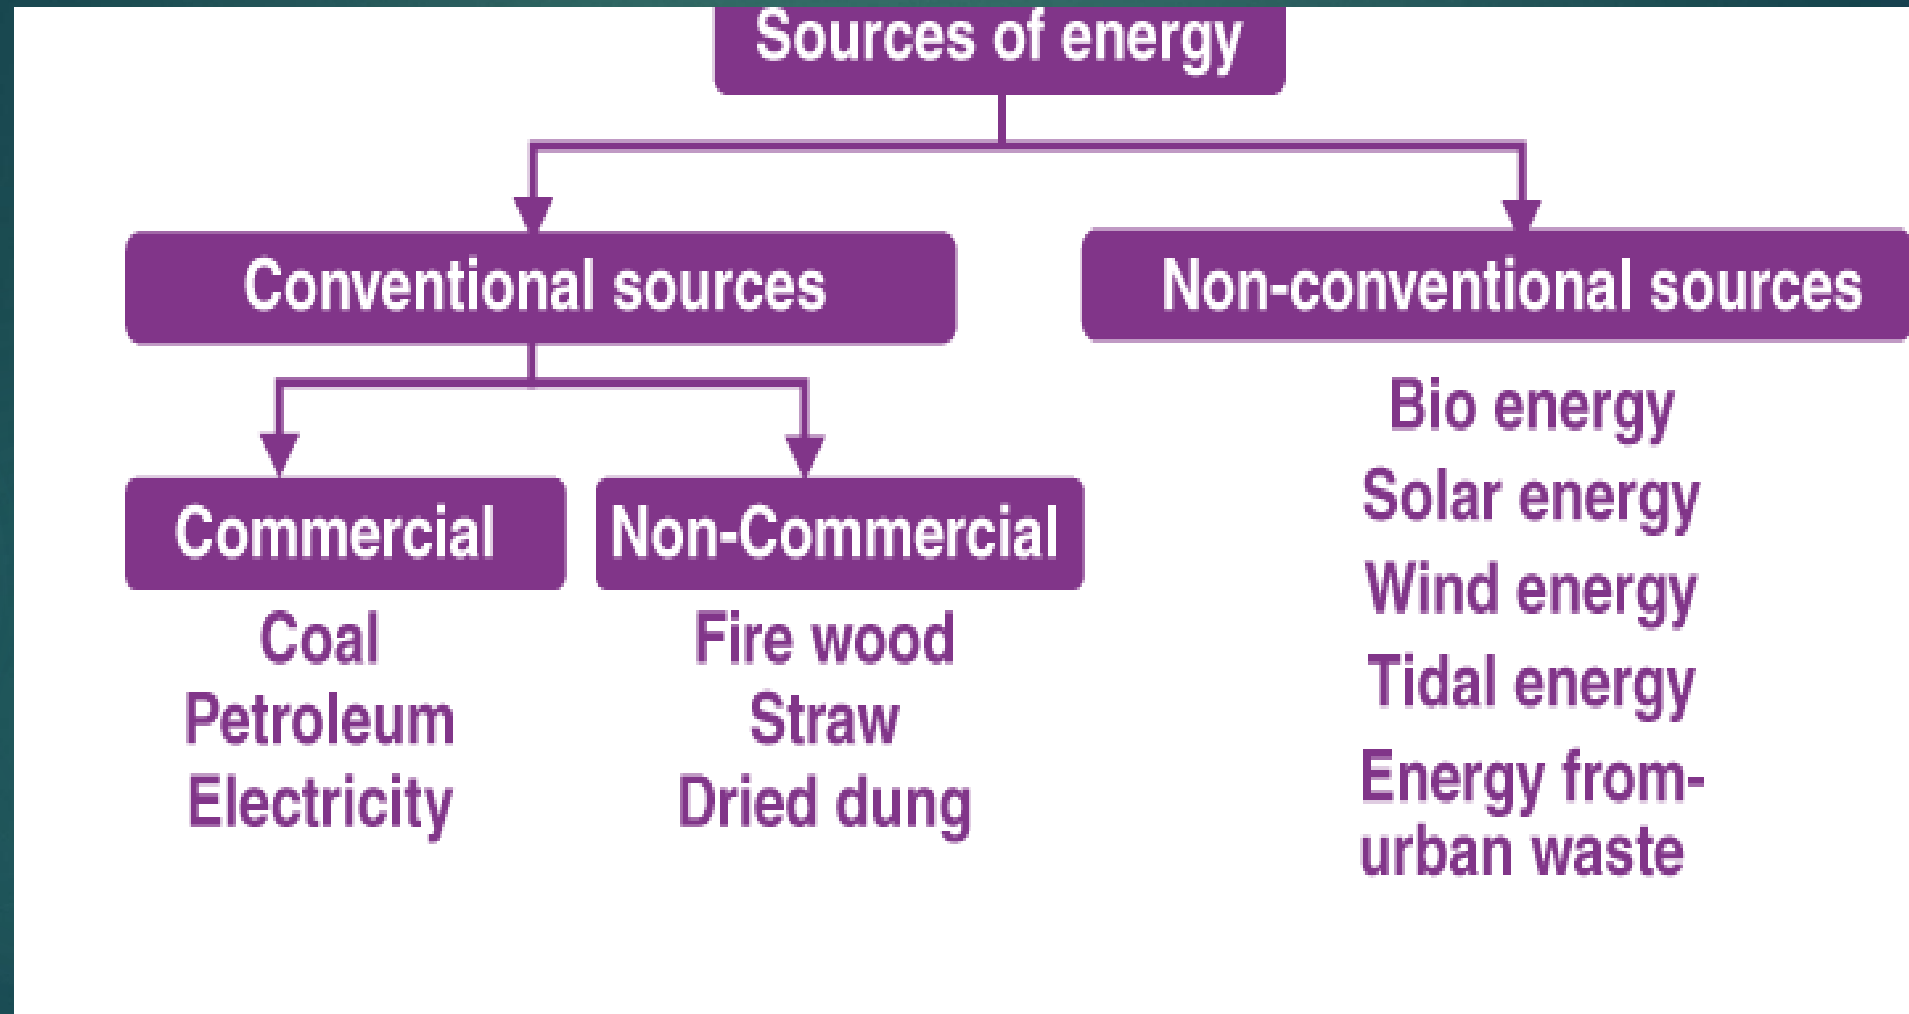 Sources of energy
Conventional sources
Non-conventional sources
Commercial
Coal
Petroleum
Electricity
Non-Commercial
Fire wood
Straw
Dried dung
Bio energy
Solar energy
Wind energy
Tidal energy
Energy from-
urban waste